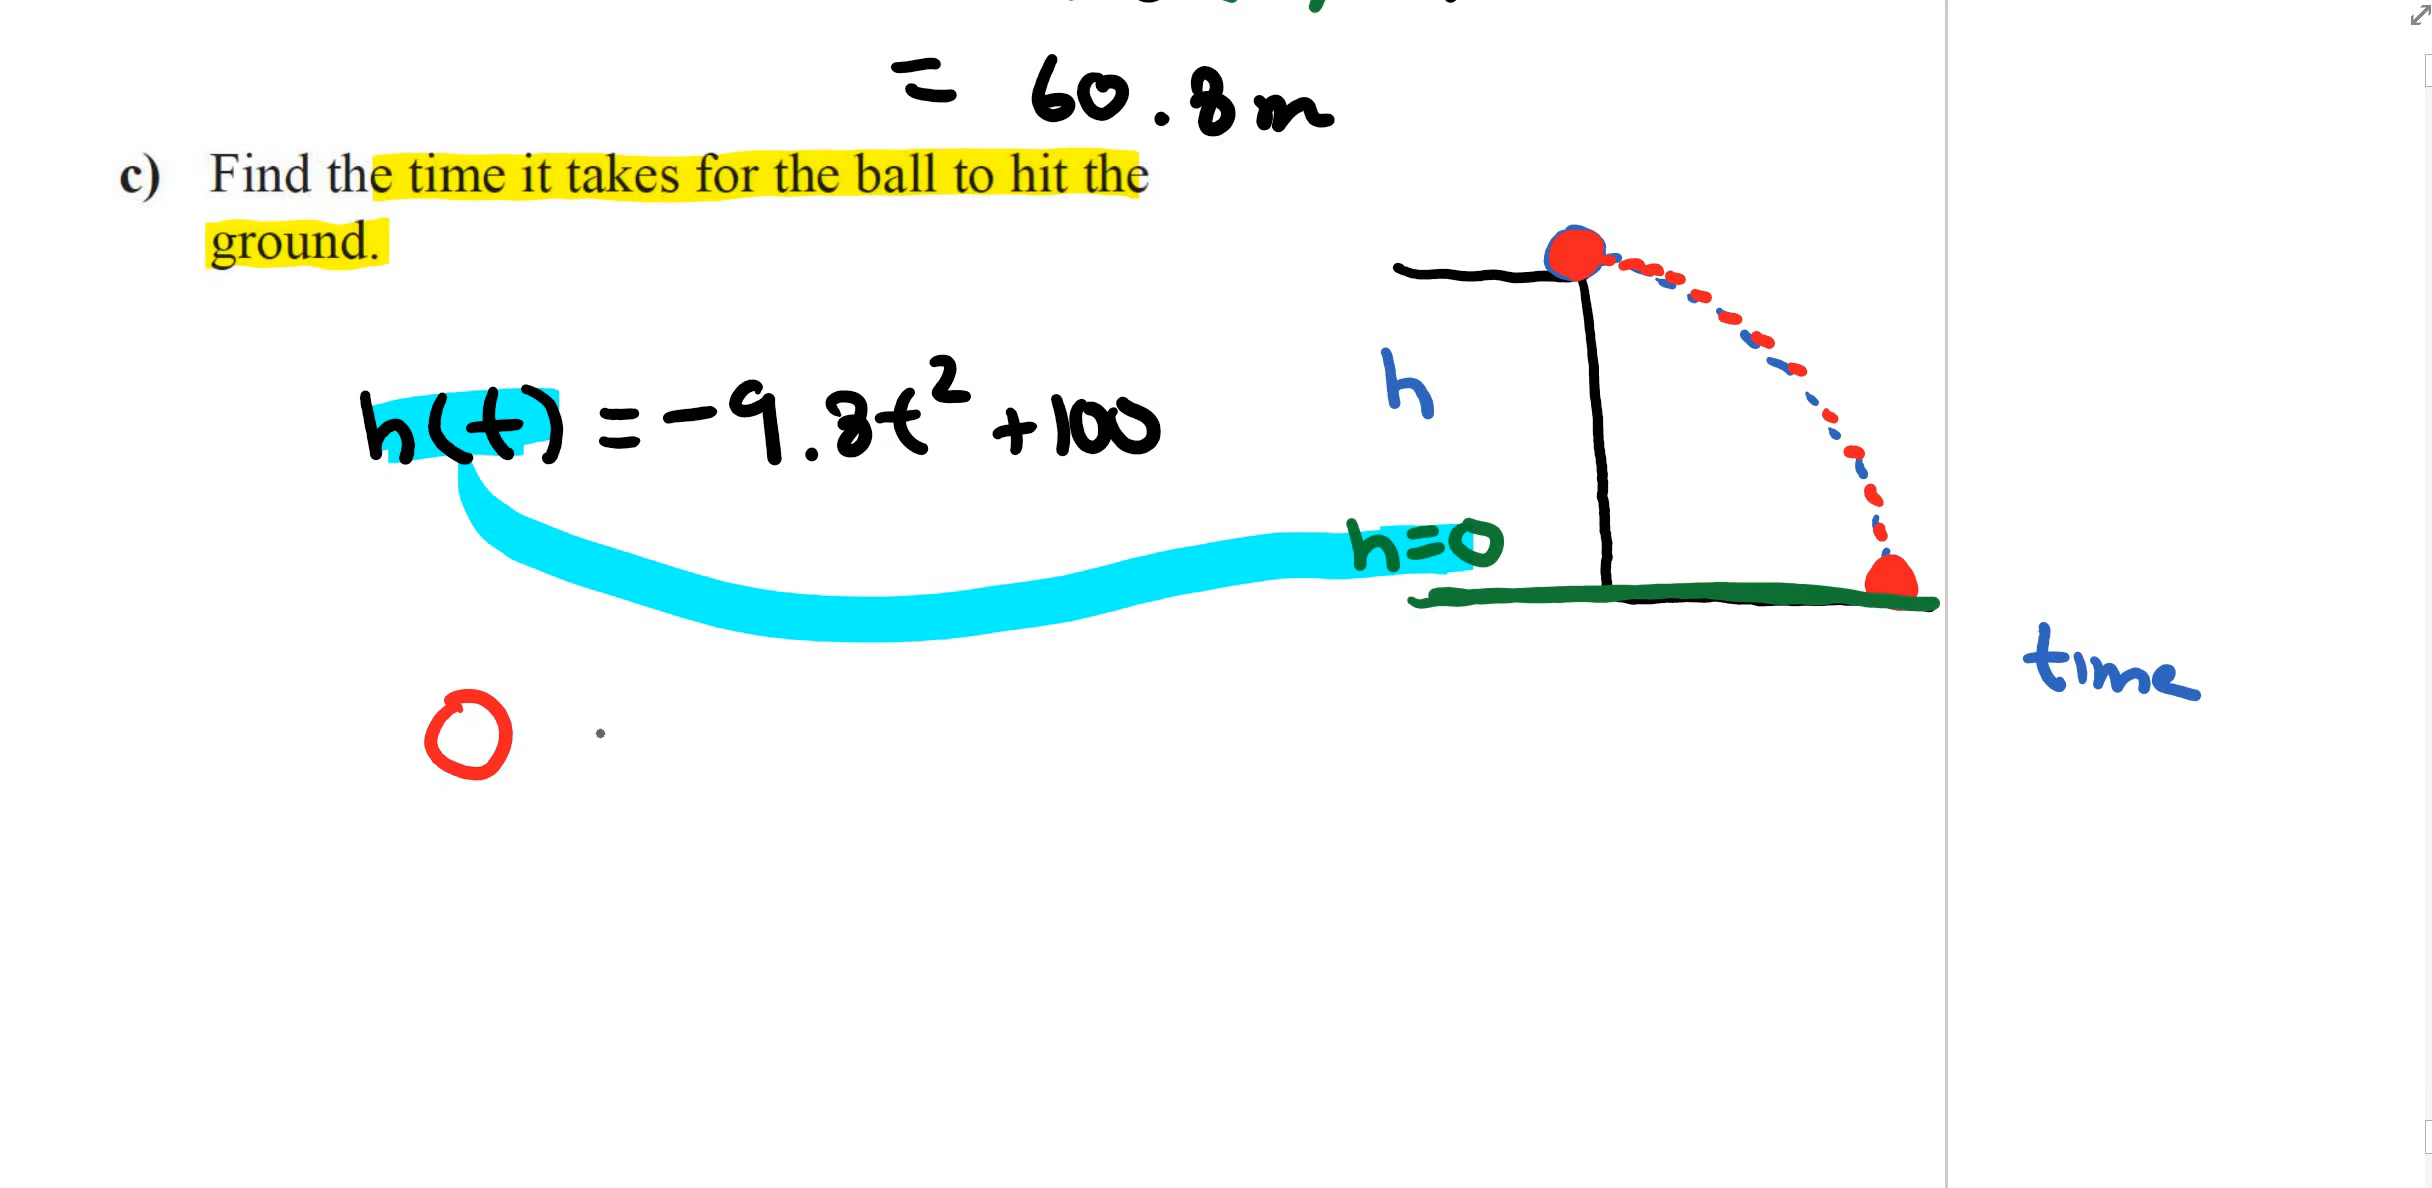 = 60.8m
c) Find the time it takes for the ball to hit the
ground.
h
h(t) = -9.8t² +100
h=0
time
0